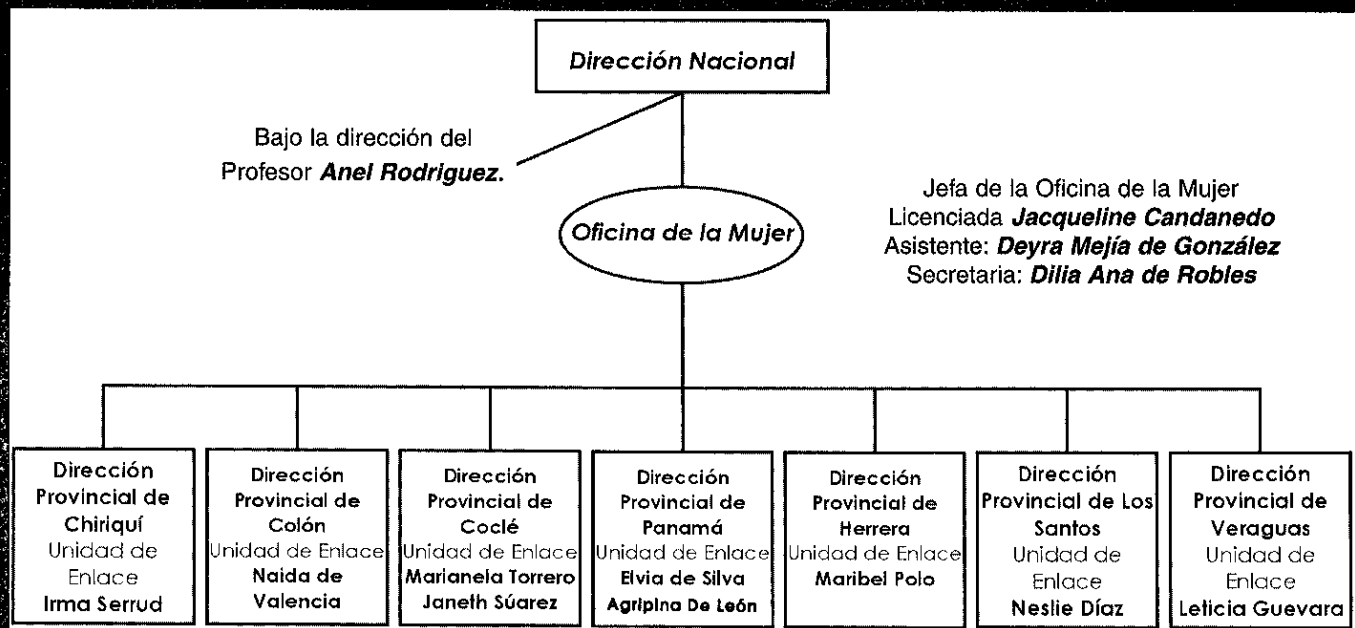 Dirección Nacional
Bajo la dirección del
Profesor Anel Rodriguez.
Oficina de la Mujer
Jefa de la Oficina de la Mujer
Licenciada Jacqueline Candanedo
Asistente: Deyra Mejía de González
Secretaria: Dilia Ana de Robles
Dirección
Provincial de
Chiriquí
Unidad de
Enlace
Irma Serrud
Dirección
Provincial de
Colón
Unidad de Enlace
Naida de
Valencia
Dirección
Provincial de
Coclé
Unidad de Enlace
Marianela Torrero
Janeth Súarez
Dirección
Provincial de
Panamá
Unidad de Enlace
Elvia de Silva
Agripina De León
Dirección
Provincial de
Herrera
Unidad de Enlace
Maribel Polo
Dirección
Provincial de Los
Santos
Unidad de
Enlace
Neslie Díaz
Dirección
Provincial de
Veraguas
Unidad de
Enlace
Leticia Guevara